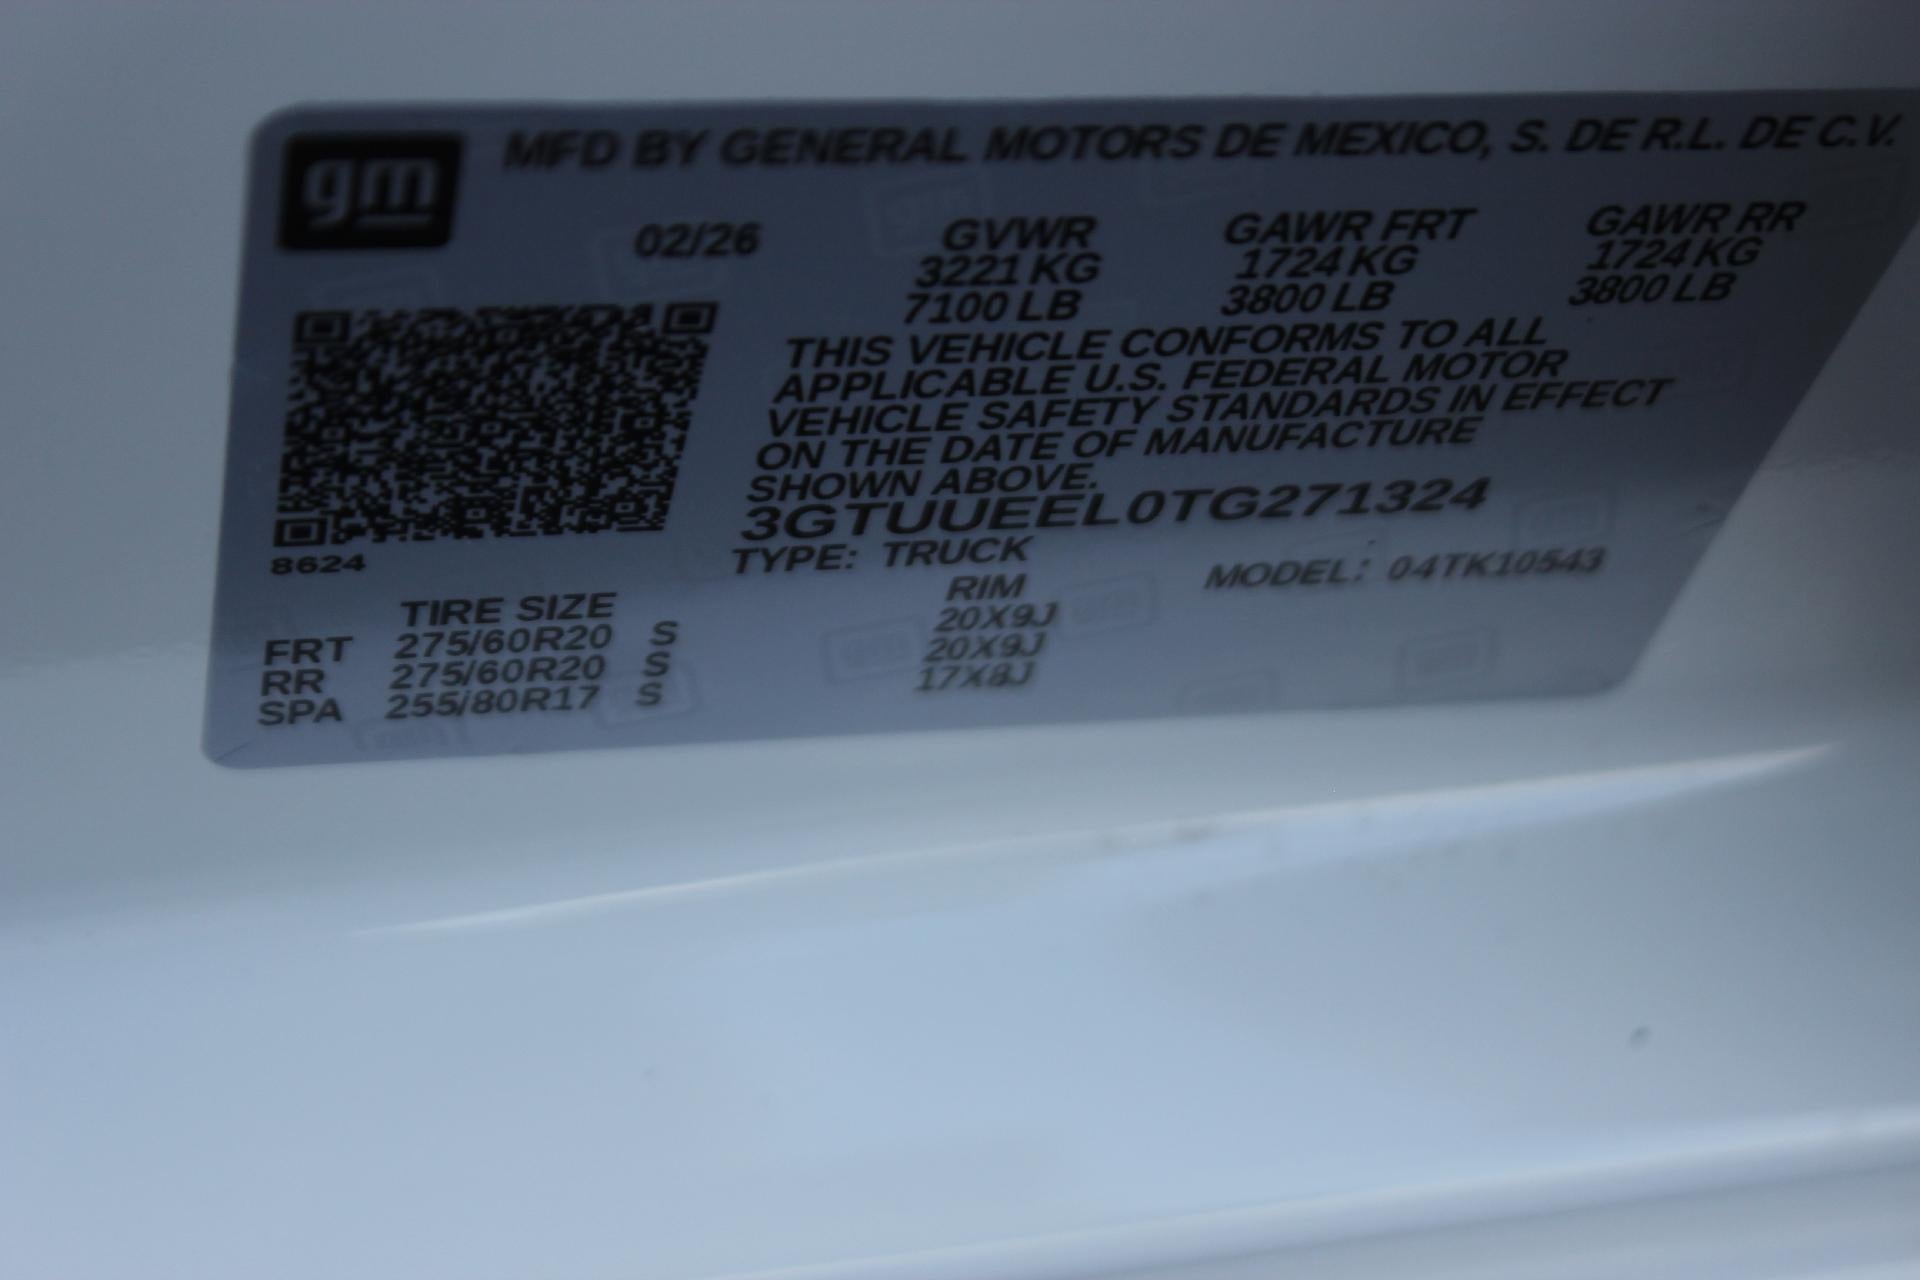 gm MFD BY GENERAL MOTORS DE MEXICO, S. DE R.L. DE C.V.
02/26 GVWR GAWR FRT GAWR RR
3221 KG 1724 KG 1724 KG
7100 LB 3800 LB 3800 LB
THIS VEHICLE CONFORMS TO ALL
APPLICABLE U.S. FEDERAL MOTOR
VEHICLE SAFETY STANDARDS IN EFFECT
ON THE DATE OF MANUFACTURE
SHOWN ABOVE.
3GTUUEEL0TG271324
8624 TYPE: TRUCK MODEL: 04TK10543
TIRE SIZE RIM
FRT 275/60R20 S 20X9J
RR 275/60R20 S 20X9J
SPA 255/80R17 S 17X8J